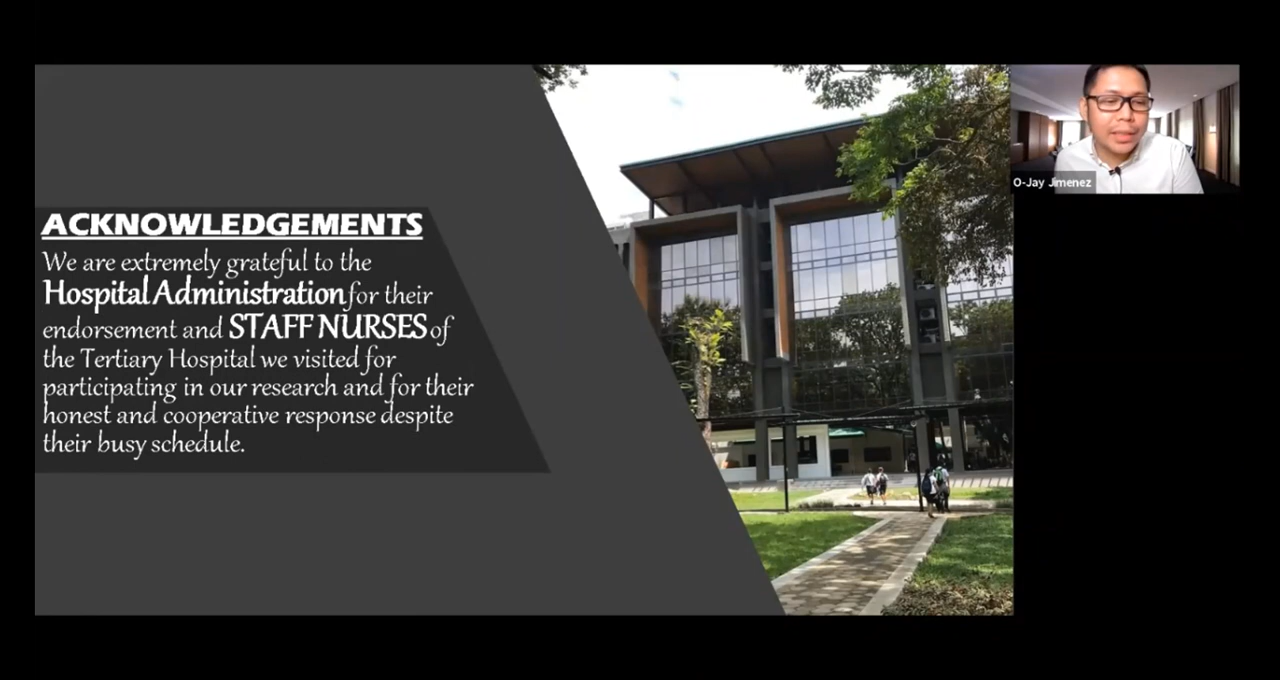 ACKNOWLEDGEMENTS
We are extremely grateful to the
Hospital Administration for their
endorsement and STAFF NURSES of
the Tertiary Hospital we visited for
participating in our research and for their
honest and cooperative response despite
their busy schedule.
O-Jay Jimenez